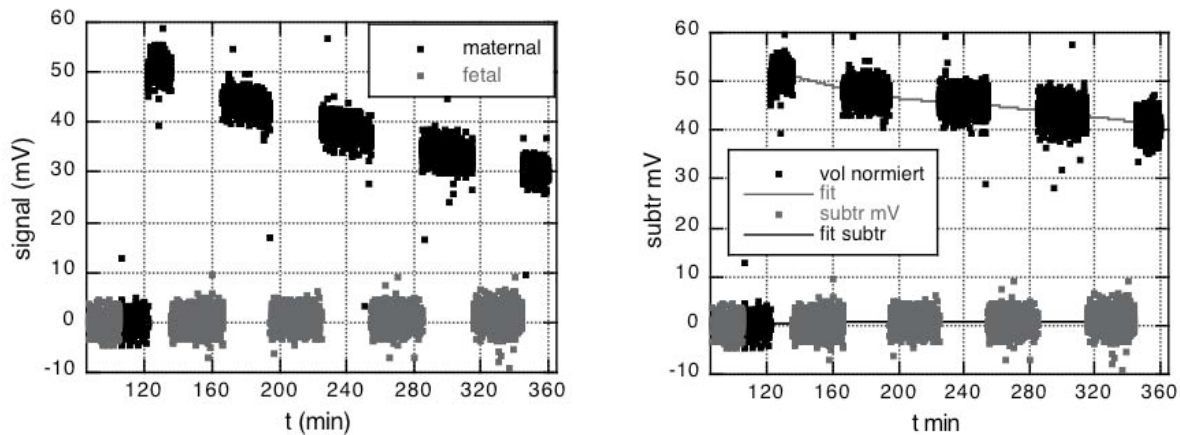 60
50
40
30
20
10
0
-10
signal (mV)
maternal
fetal
120 160 200 240 280 320 360
t (min)
60
50
40
30
20
10
0
-10
subtr mV
vol normiert
fit
subtr mV
fit subtr
120 160 200 240 280 320 360
t min